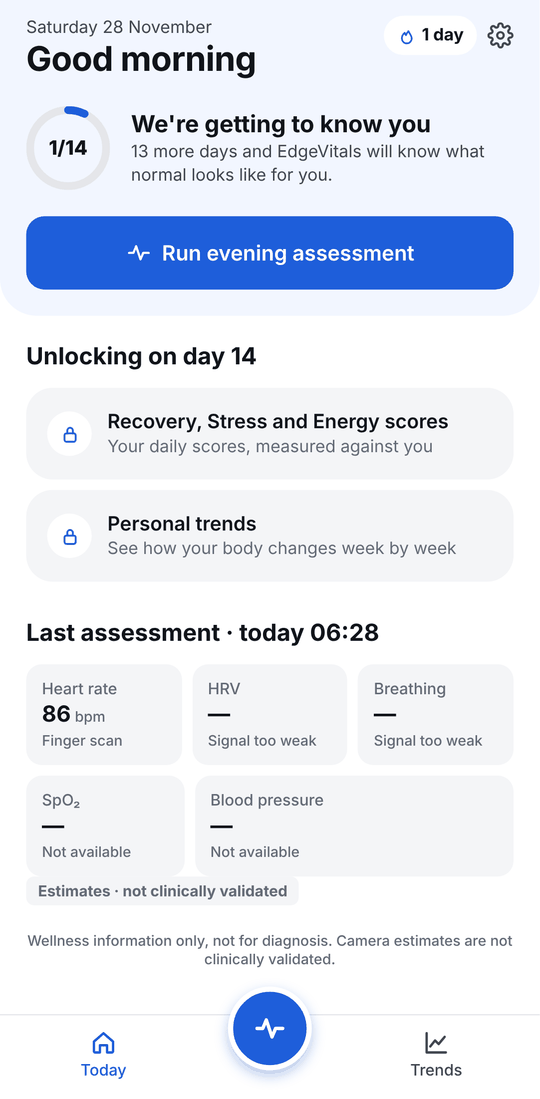 Saturday 28 November
Good morning
1 day
1/14
We're getting to know you
13 more days and EdgeVitals will know what
normal looks like for you.
Run evening assessment
Unlocking on day 14
Recovery, Stress and Energy scores
Your daily scores, measured against you
Personal trends
See how your body changes week by week
Last assessment · today 06:28
Heart rate
86 bpm
Finger scan
HRV
—
Signal too weak
Breathing
—
Signal too weak
SpO₂
—
Not available
Blood pressure
—
Not available
Estimates · not clinically validated
Wellness information only, not for diagnosis. Camera estimates are not
clinically validated.
Today
Trends